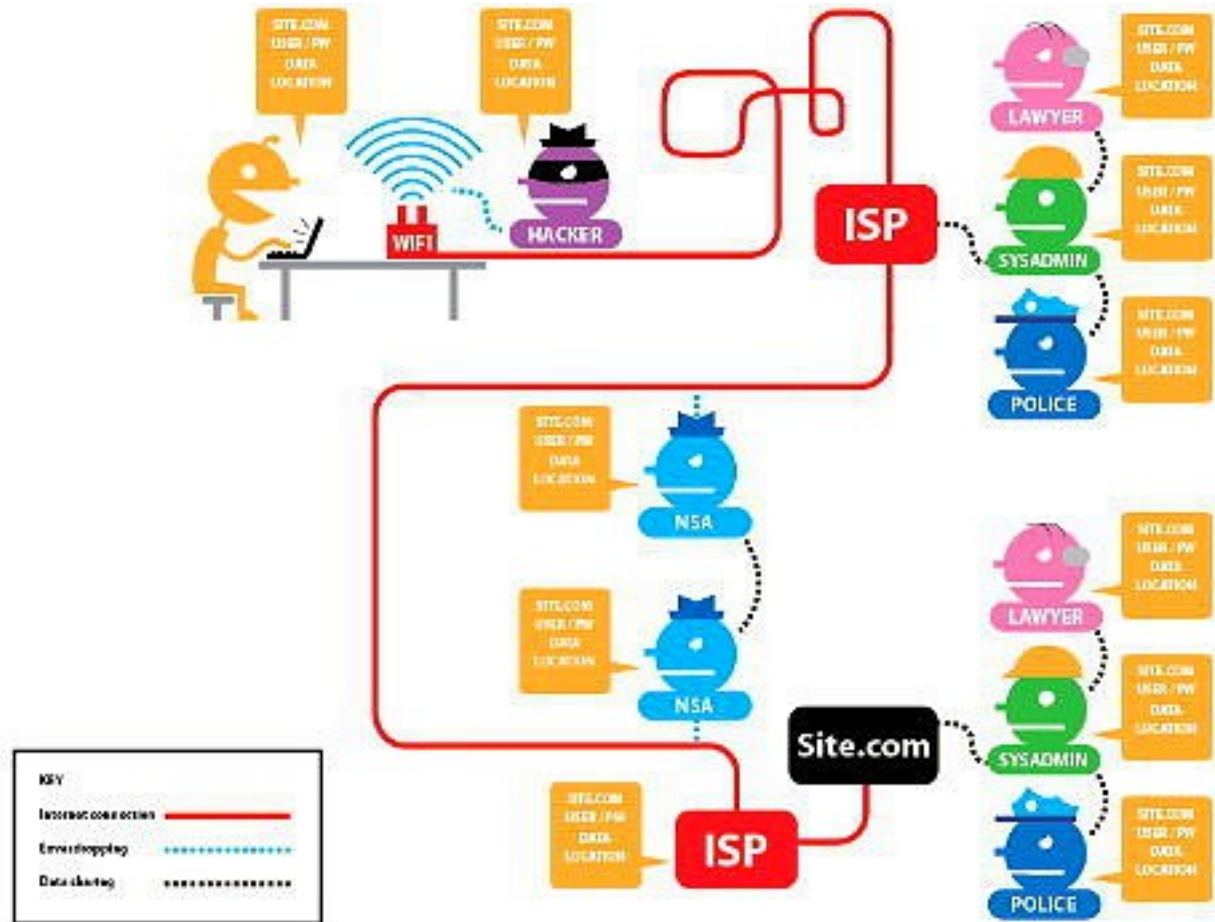 SITE.COM
USER / PW
DATA
LOCATION
SITE.COM
USER / PW
DATA
LOCATION
WIFI
HACKER
ISP
SITE.COM
USER / PW
DATA
LOCATION
LAWYER
SITE.COM
USER / PW
DATA
LOCATION
SYSADMIN
SITE.COM
USER / PW
DATA
LOCATION
POLICE
SITE.COM
USER / PW
DATA
LOCATION
NSA
SITE.COM
USER / PW
DATA
LOCATION
NSA
SITE.COM
USER / PW
DATA
LOCATION
LAWYER
SITE.COM
USER / PW
DATA
LOCATION
SYSADMIN
SITE.COM
USER / PW
DATA
LOCATION
POLICE
Site.com
SITE.COM
USER / PW
DATA
LOCATION
ISP
KEY
Internet connection
Eavesdropping
Data sharing